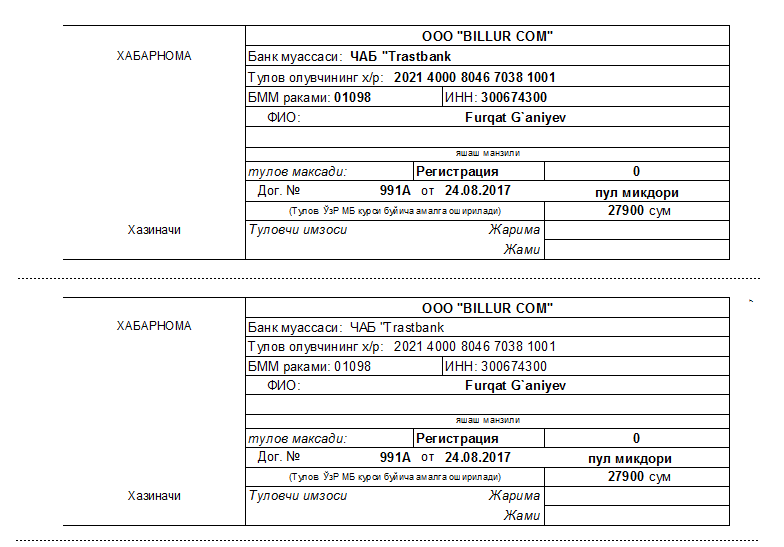 ООО "BILLUR COM"
ХАБАРНОМА
Банк муассаси: ЧАБ "Trastbank
Тулов олувчининг х/р: 2021 4000 8046 7038 1001
БММ раками: 01098 ИНН: 300674300
ФИО: Furqat G`aniyev
яшаш манзили
тулов максади: Регистрация 0
Дог. № 991А от 24.08.2017 пул микдори
(Тулов ЎзР МБ курси буйича амалга оширилади) 27900 сум
Хазиначи Туловчи имзоси Жарима
Жами
ООО "BILLUR COM"
ХАБАРНОМА
Банк муассаси: ЧАБ "Trastbank
Тулов олувчининг х/р: 2021 4000 8046 7038 1001
БММ раками: 01098 ИНН: 300674300
ФИО: Furqat G`aniyev
яшаш манзили
тулов максади: Регистрация 0
Дог. № 991А от 24.08.2017 пул микдори
(Тулов ЎзР МБ курси буйича амалга оширилади) 27900 сум
Хазиначи Туловчи имзоси Жарима
Жами